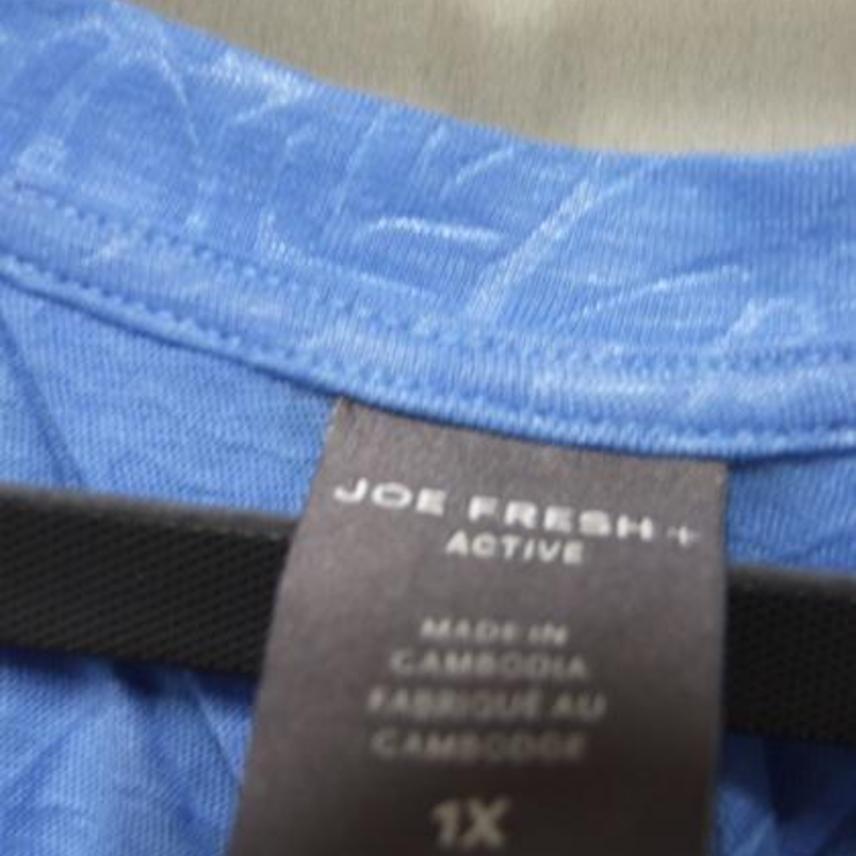 JOE FRESH +
ACTIVE
MADE IN
CAMBODIA
FABRIQUÉ AU
CAMBODGE
1X